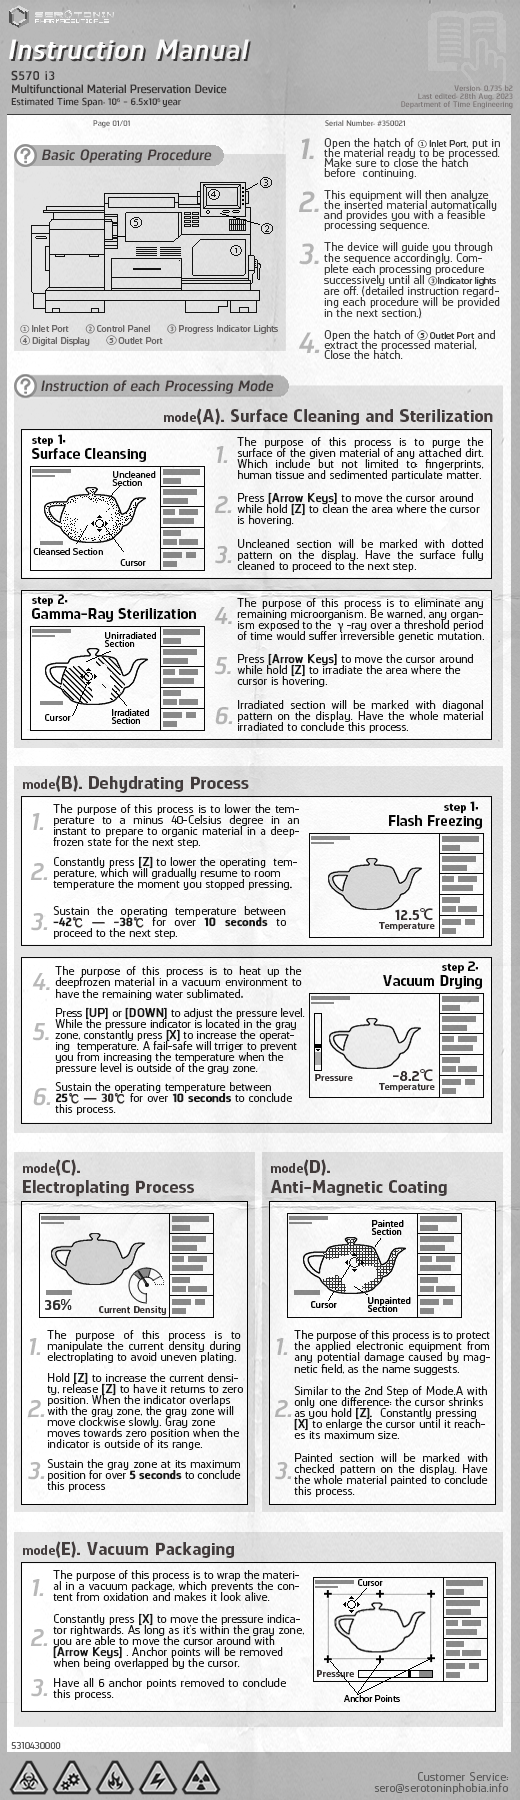 SEROTONIN
PHARMACEUTICALS
Instruction Manual
S570 i3
Multifunctional Material Preservation Device
Estimated Time Span: 10⁶ - 6.5x10⁶ year
Version: 0.735 b2
Last edited: 28th Aug, 2023
Department of Time Engineering
Page 01/01
Serial Number: #350021
? Basic Operating Procedure
④
③
⑤
②
①
① Inlet Port ② Control Panel ③ Progress Indicator Lights
④ Digital Display ⑤ Outlet Port
1. Open the hatch of ① Inlet Port, put in
the material ready to be processed.
Make sure to close the hatch
before continuing.
2. This equipment will then analyze
the inserted material automatically
and provides you with a feasible
processing sequence.
3. The device will guide you through
the sequence accordingly. Com-
plete each processing procedure
successively until all ③Indicator lights
are off. (detailed instruction regard-
ing each procedure will be provided
in the next section.)
4. Open the hatch of ⑤ Outlet Port and
extract the processed material,
Close the hatch.
? Instruction of each Processing Mode
mode(A). Surface Cleaning and Sterilization
step 1.
Surface Cleansing
Uncleaned
Section
Cleansed Section
Cursor
1. The purpose of this process is to purge the
surface of the given material of any attached dirt.
Which include but not limited to: fingerprints,
human tissue and sedimented particulate matter.
2. Press [Arrow Keys] to move the cursor around
while hold [Z] to clean the area where the cursor
is hovering.
3. Uncleaned section will be marked with dotted
pattern on the display. Have the surface fully
cleaned to proceed to the next step.
step 2.
Gamma-Ray Sterilization
Unirradiated
Section
Cursor
Irradiated
Section
4. The purpose of this process is to eliminate any
remaining microorganism. Be warned, any organ-
ism exposed to the γ -ray over a threshold period
of time would suffer irreversible genetic mutation.
5. Press [Arrow Keys] to move the cursor around
while hold [Z] to irradiate the area where the
cursor is hovering.
6. Irradiated section will be marked with diagonal
pattern on the display. Have the whole material
irradiated to conclude this process.
mode(B). Dehydrating Process
1. The purpose of this process is to lower the tem-
perature to a minus 40-Celsius degree in an
instant to prepare to organic material in a deep-
frozen state for the next step.
2. Constantly press [Z] to lower the operating tem-
perature, which will gradually resume to room
temperature the moment you stopped pressing.
3. Sustain the operating temperature between
-42℃ — -38℃ for over 10 seconds to
proceed to the next step.
step 1.
Flash Freezing
12.5℃
Temperature
4. The purpose of this process is to heat up the
deepfrozen material in a vacuum environment to
have the remaining water sublimated.
5. Press [UP] or [DOWN] to adjust the pressure level.
While the pressure indicator is located in the gray
zone, constantly press [X] to increase the operat-
ing temperature. A fail-safe will trriger to prevent
you from increasing the temperature when the
pressure level is outside of the gray zone.
6. Sustain the operating temperature between
25℃ — 30℃ for over 10 seconds to conclude
this process.
step 2.
Vacuum Drying
Pressure
-8.2℃
Temperature
mode(C).
Electroplating Process
36%
Current Density
1. The purpose of this process is to
manipulate the current density during
electroplating to avoid uneven plating.
2. Hold [Z] to increase the current densi-
ty, release [Z] to have it returns to zero
position. When the indicator overlaps
with the gray zone, the gray zone will
move clockwise slowly. Gray zone
moves towards zero position when the
indicator is outside of its range.
3. Sustain the gray zone at its maximum
position for over 5 seconds to conclude
this process
mode(D).
Anti-Magnetic Coating
Painted
Section
Cursor
Unpainted
Section
1. The purpose of this process is to protect
the applied electronic equipment from
any potential damage caused by mag-
netic field, as the name suggests.
2. Similar to the 2nd Step of Mode.A with
only one difference: the cursor shrinks
as you hold [Z]. Constantly pressing
[X] to enlarge the cursor until it reach-
es its maximum size.
3. Painted section will be marked with
checked pattern on the display. Have
the whole material painted to conclude
this process.
mode(E). Vacuum Packaging
1. The purpose of this process is to wrap the materi-
al in a vacuum package, which prevents the con-
tent from oxidation and makes it look alive.
2. Constantly press [X] to move the pressure indica-
tor rightwards. As long as it's within the gray zone,
you are able to move the cursor around with
[Arrow Keys] . Anchor points will be removed
when being overlapped by the cursor.
3. Have all 6 anchor points removed to conclude
this process.
Cursor
Pressure
Anchor Points
5310430000
Customer Service:
sero@serotoninphobia.info